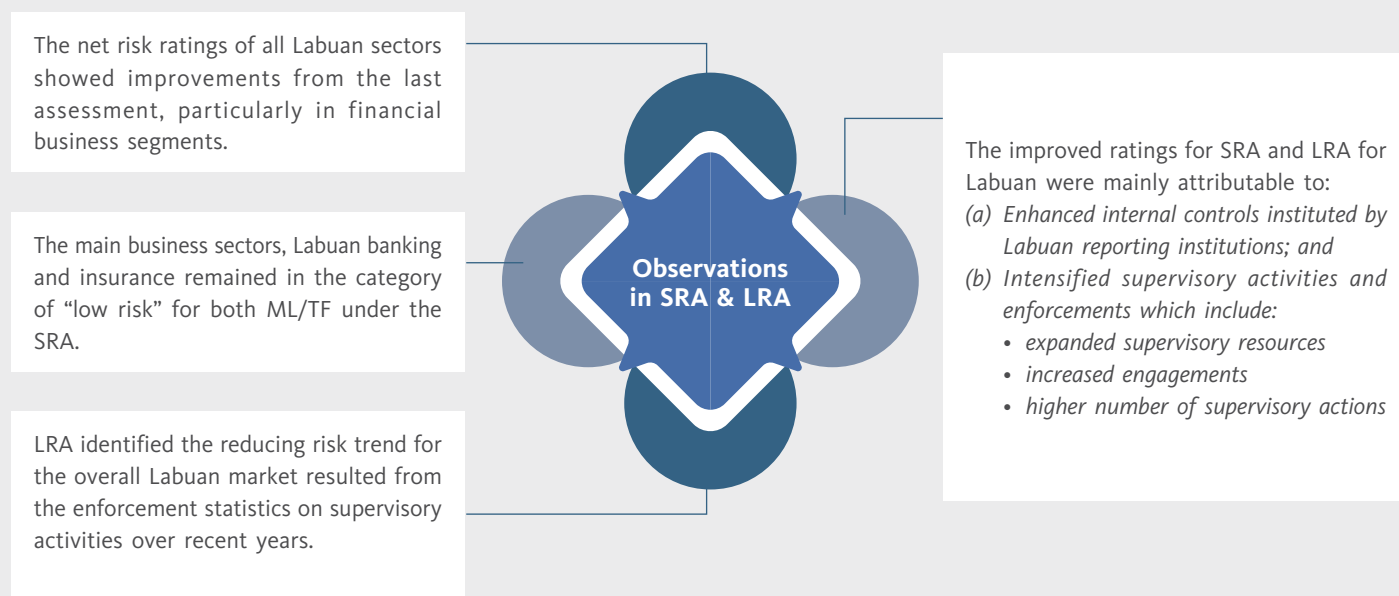 The net risk ratings of all Labuan sectors
showed improvements from the last
assessment, particularly in financial
business segments.
The main business sectors, Labuan banking
and insurance remained in the category
of “low risk” for both ML/TF under the
SRA.
LRA identified the reducing risk trend for
the overall Labuan market resulted from
the enforcement statistics on supervisory
activities over recent years.
Observations
in SRA & LRA
The improved ratings for SRA and LRA for
Labuan were mainly attributable to:
(a) Enhanced internal controls instituted by
Labuan reporting institutions; and
(b) Intensified supervisory activities and
enforcements which include:
• expanded supervisory resources
• increased engagements
• higher number of supervisory actions